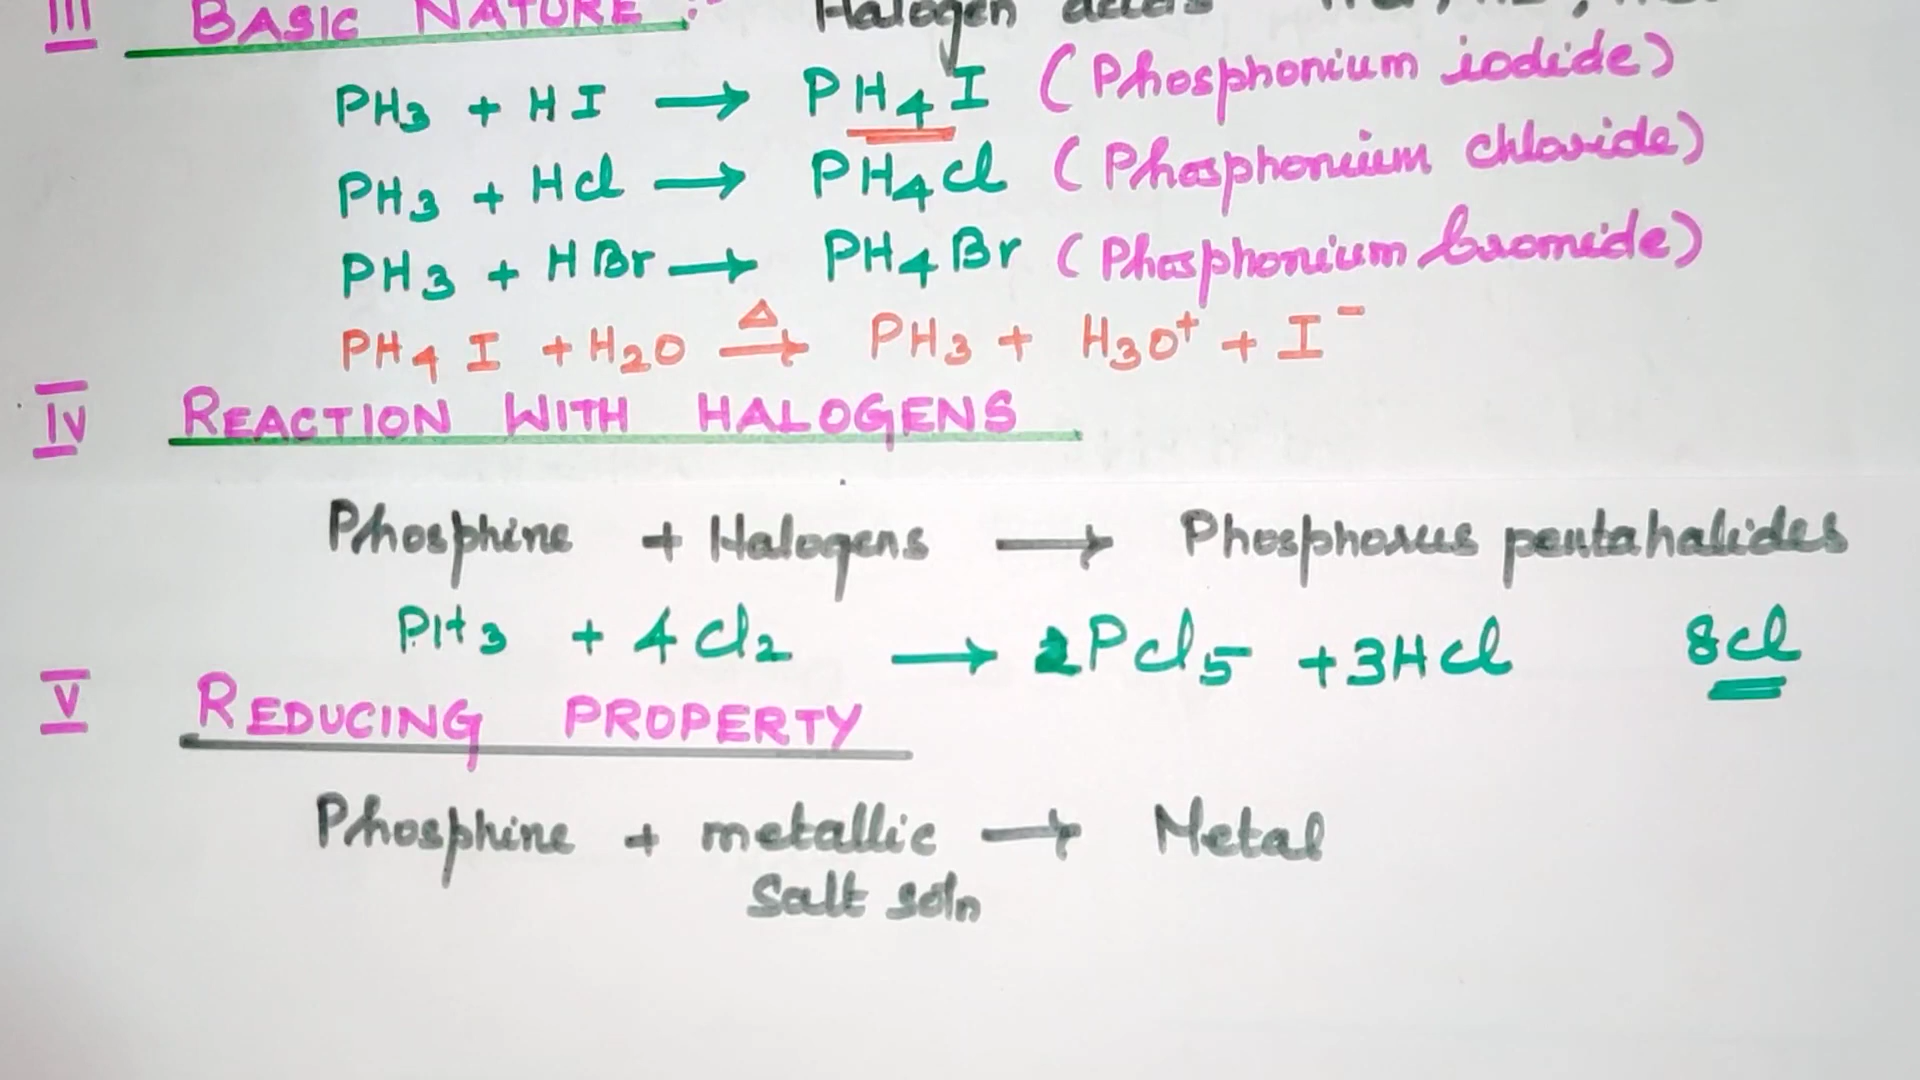 III BASIC NATURE :- Halogen acids
PH3 + HI → PH4I (Phosphonium iodide)
PH3 + HCl → PH4Cl (Phosphonium chloride)
PH3 + HBr → PH4Br (Phosphonium bromide)
PH4I + H2O →Δ PH3 + H3O+ + I-
IV REACTION WITH HALOGENS
Phosphine + Halogens → Phosphorus pentahalides
PH3 + 4Cl2 → 2PCl5 + 3HCl 8Cl
V REDUCING PROPERTY
Phosphine + metallic → Metal
Salt soln